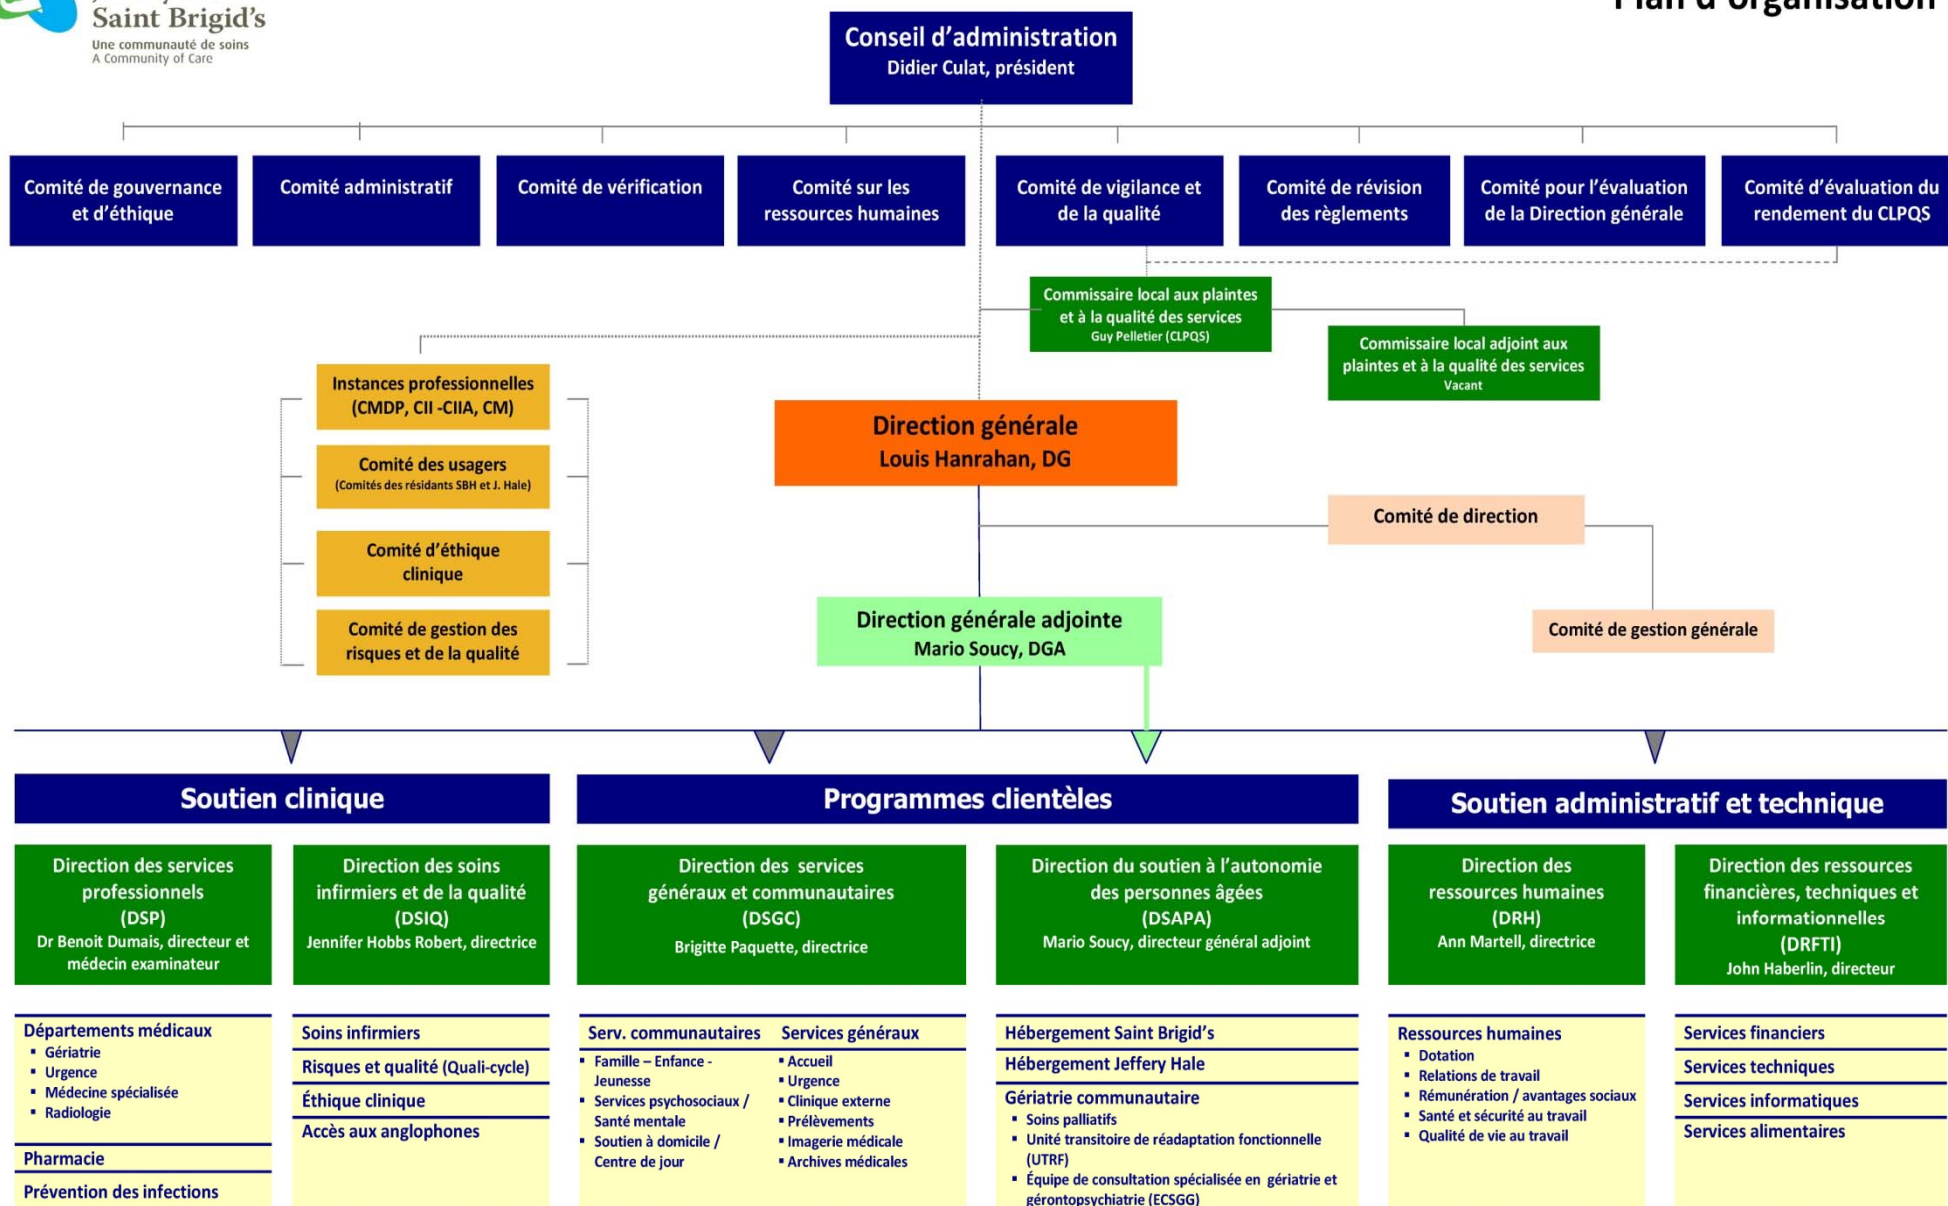 Saint Brigid's
Une communauté de soins
A Community of Care
Plan d'organisation
Conseil d'administration
Didier Culat, président
Comité de gouvernance
et d'éthique
Comité administratif
Comité de vérification
Comité sur les
ressources humaines
Comité de vigilance et
de la qualité
Comité de révision
des règlements
Comité pour l'évaluation
de la Direction générale
Comité d'évaluation du
rendement du CLPQS
Commissaire local aux plaintes
et à la qualité des services
Guy Pelletier (CLPQS)
Commissaire local adjoint aux
plaintes et à la qualité des services
Vacant
Instances professionnelles
(CMDP, CII -CIIA, CM)
Comité des usagers
(Comités des résidants SBH et J. Hale)
Comité d'éthique
clinique
Comité de gestion des
risques et de la qualité
Direction générale
Louis Hanrahan, DG
Comité de direction
Comité de gestion générale
Direction générale adjointe
Mario Soucy, DGA
Soutien clinique
Programmes clientèles
Soutien administratif et technique
Direction des services
professionnels
(DSP)
Dr Benoit Dumais, directeur et
médecin examinateur
Direction des soins
infirmiers et de la qualité
(DSIQ)
Jennifer Hobbs Robert, directrice
Direction des services
généraux et communautaires
(DSGC)
Brigitte Paquette, directrice
Direction du soutien à l'autonomie
des personnes âgées
(DSAPA)
Mario Soucy, directeur général adjoint
Direction des
ressources humaines
(DRH)
Ann Martell, directrice
Direction des ressources
financières, techniques et
informationnelles
(DRFTI)
John Haberlin, directeur
Départements médicaux
▪ Gériatrie
▪ Urgence
▪ Médecine spécialisée
▪ Radiologie
Pharmacie
Prévention des infections
Soins infirmiers
Risques et qualité (Quali-cycle)
Éthique clinique
Accès aux anglophones
Serv. communautaires
▪ Famille – Enfance -
Jeunesse
▪ Services psychosociaux /
Santé mentale
▪ Soutien à domicile /
Centre de jour
Services généraux
▪ Accueil
▪ Urgence
▪ Clinique externe
▪ Prélèvements
▪ Imagerie médicale
▪ Archives médicales
Hébergement Saint Brigid's
Hébergement Jeffery Hale
Gériatrie communautaire
▪ Soins palliatifs
▪ Unité transitoire de réadaptation fonctionnelle
(UTRF)
▪ Équipe de consultation spécialisée en gériatrie et
gérontopsychiatrie (ECSGG)
Ressources humaines
▪ Dotation
▪ Relations de travail
▪ Rémunération / avantages sociaux
▪ Santé et sécurité au travail
▪ Qualité de vie au travail
Services financiers
Services techniques
Services informatiques
Services alimentaires